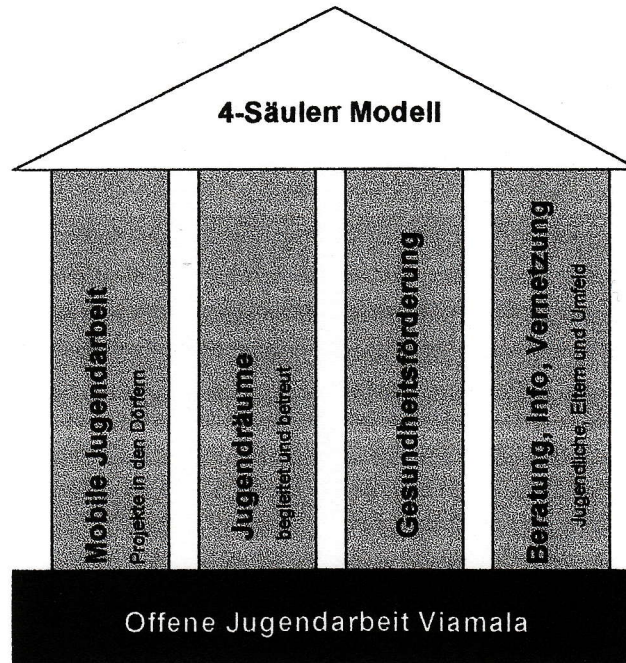 4-Säulen Modell
Mobile Jugendarbeit
Projekte in den Dörfern
Jugendräume
begleitet und betreut
Gesundheitsförderung
Beratung, Info, Vernetzung
Jugendliche, Eltern und Umfeld
Offene Jugendarbeit Viamala